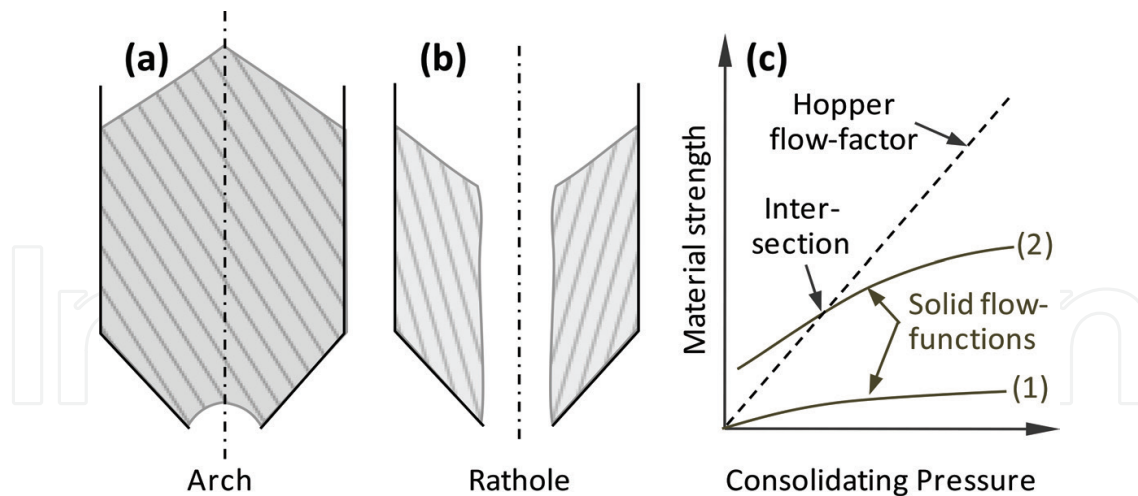 (a)
(b)
(c)
Hopper
flow-factor
Inter-
section
(2)
Solid flow-
functions
(1)
Material strength
Arch
Rathole
Consolidating Pressure